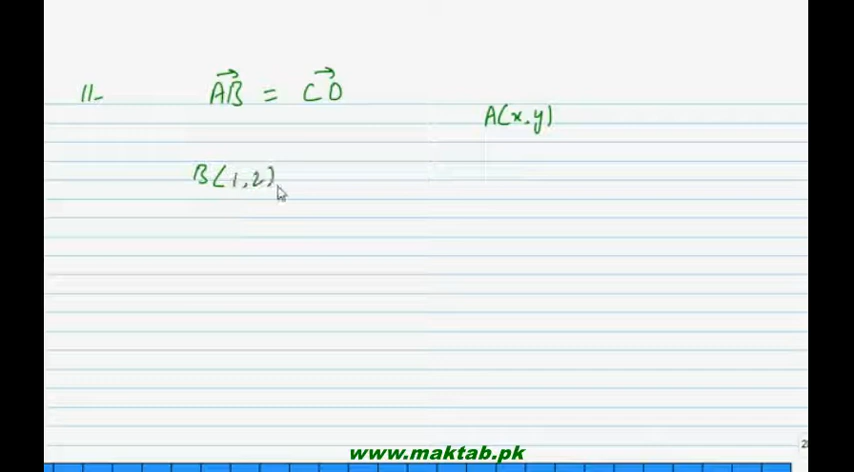 11- AB = CD
A(x,y)
B(1,2)
www.maktab.pk